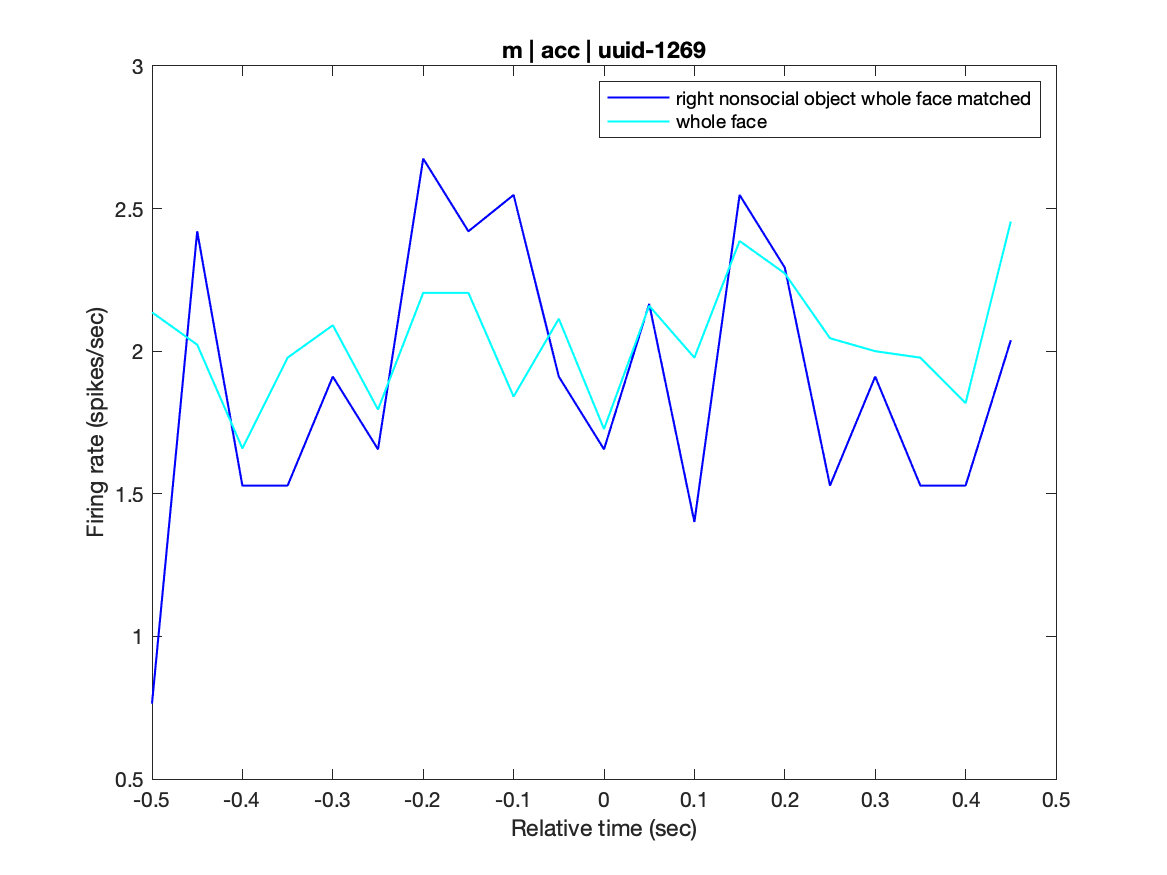 m | acc | uuid-1269
right nonsocial object whole face matched
whole face
Firing rate (spikes/sec)
3
2.5
2
1.5
1
0.5
-0.5 -0.4 -0.3 -0.2 -0.1 0 0.1 0.2 0.3 0.4 0.5
Relative time (sec)